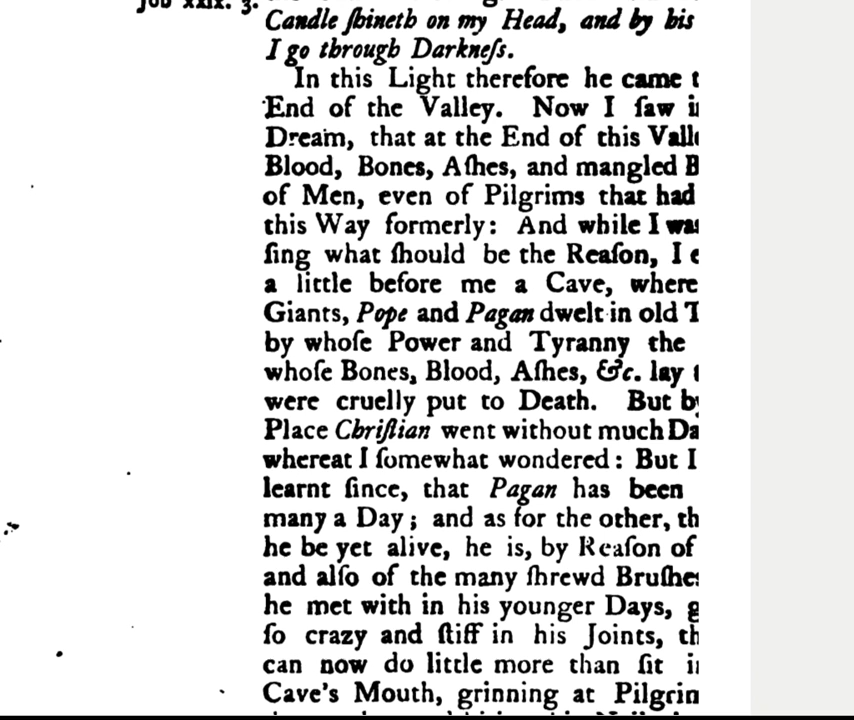 Job xxix. 3.
Candle ſhineth on my Head, and by his
I go through Darkneſs.
In this Light therefore he came t
End of the Valley. Now I ſaw i
Dream, that at the End of this Vall
Blood, Bones, Aſhes, and mangled B
of Men, even of Pilgrims that had
this Way formerly: And while I was
ſing what ſhould be the Reaſon, I e
a little before me a Cave, where
Giants, Pope and Pagan dwelt in old T
by whoſe Power and Tyranny the
whoſe Bones, Blood, Aſhes, &c. lay t
were cruelly put to Death. But by
Place Chriſtian went without much Da
whereat I ſomewhat wondered: But I
learnt ſince, that Pagan has been
many a Day; and as for the other, th
he be yet alive, he is, by Reaſon of
and alſo of the many ſhrewd Bruſhes
he met with in his younger Days, g
ſo crazy and ſtiff in his Joints, th
can now do little more than ſit i
Cave's Mouth, grinning at Pilgrim